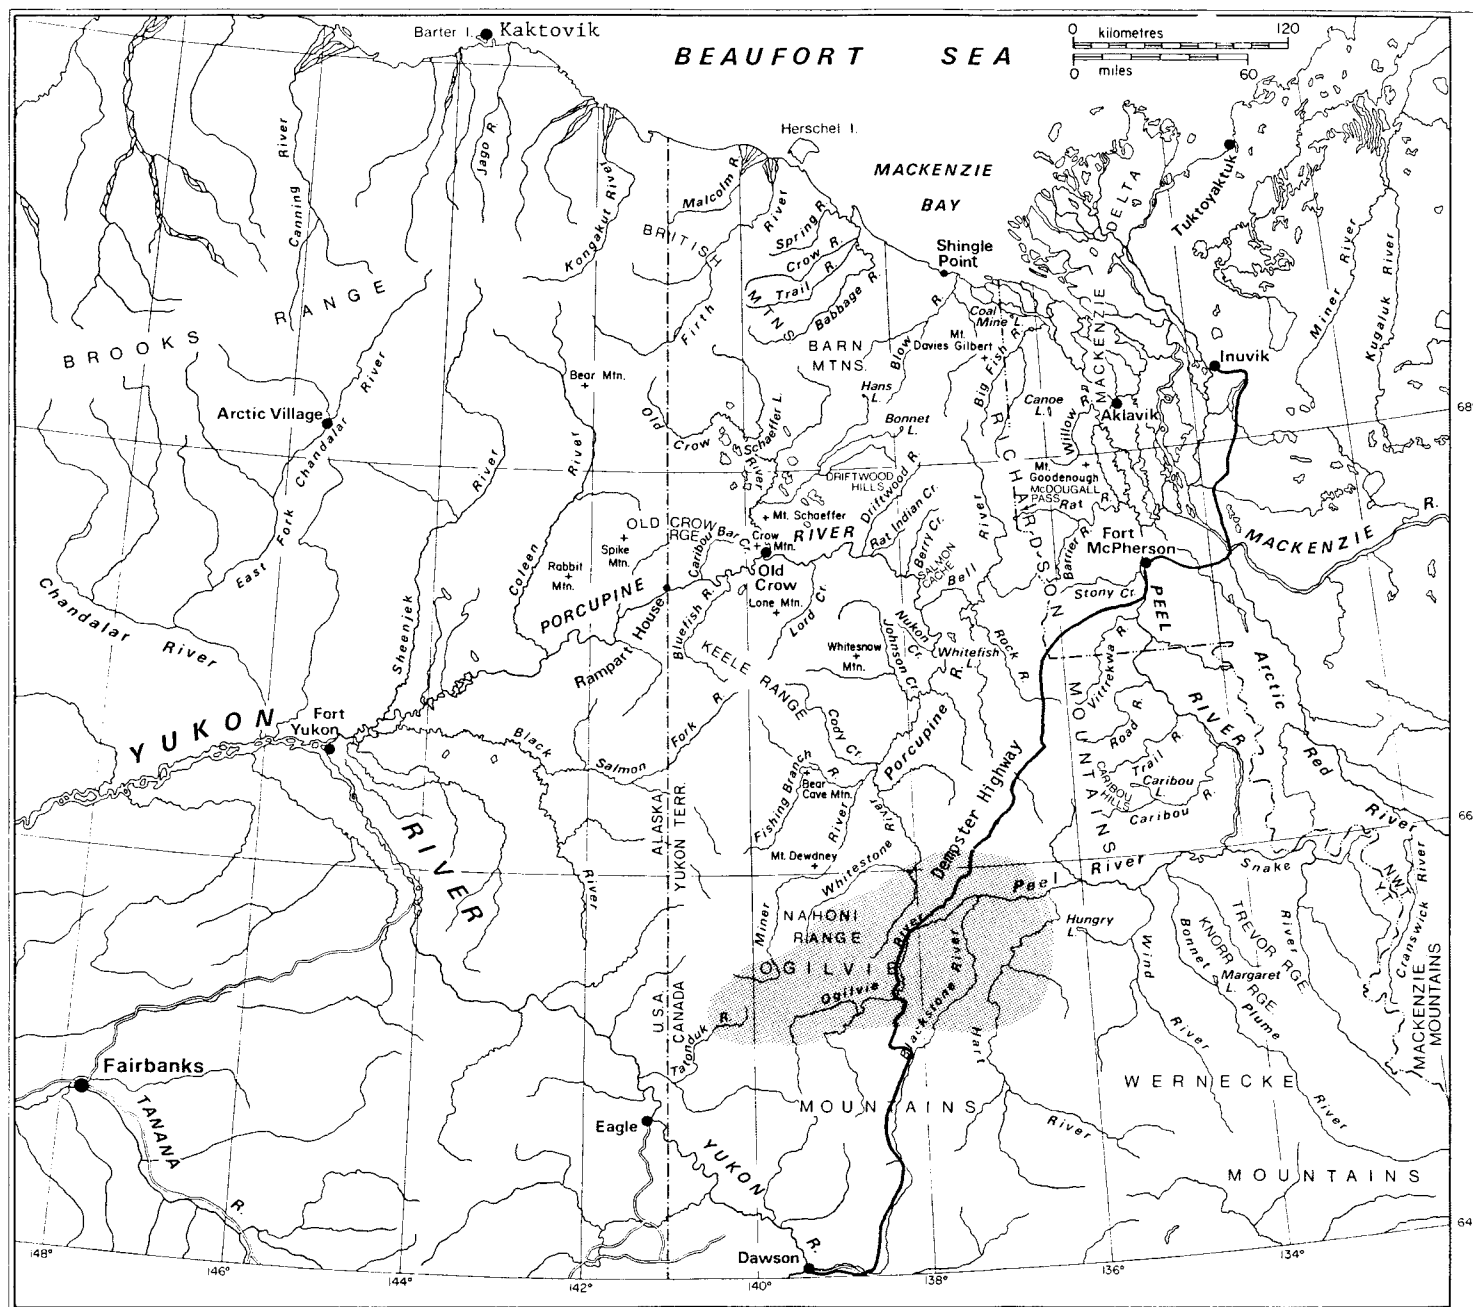 Barter I.
Kaktovik
BEAUFORT SEA
0 kilometres 120
0 miles 60
Herschel I.
MACKENZIE
BAY
Canning River
Jago R.
Kongakut River
Malcolm R.
BRITISH
MTNS
Firth
River
Spring R.
Crow R.
Trail R.
Babbage R.
Shingle
Point
DELTA
MACKENZIE
Tuktoyaktuk
Miner River
Kugaluk River
BROOKS RANGE
BARN
MTNS.
Blow R.
Coal
Mine L.
Mt.
Davies Gilbert
Big Fish R.
Inuvik
Bear Mtn.
Hans
L.
Bonnet
L.
Canoe
L.
Willow R.
Aklavik
68°
Arctic Village
East Fork Chandalar River
Old Crow River
Schaeffer L.
DRIFTWOOD
HILLS
Driftwood R.
RICHARDSON
MOUNTAINS
Mt.
Goodenough
McDOUGALL
PASS
Rat R.
Mt. Schaeffer
OLD CROW
RGE
Spike
Mtn.
Caribou Bar Cr.
Crow
Mtn.
PORCUPINE RIVER
Rat Indian Cr.
Berry Cr.
SALMON
CACHE
Bell River
Barrier R.
Fort
McPherson
MACKENZIE R.
Rabbit
Mtn.
Coleen River
Sheenjek River
Old
Crow
Lone Mtn.
Lord Cr.
Bluefish R.
Rampart House
Stony Cr.
PEEL RIVER
Chandalar River
KEELE RANGE
Whitesnow
Mtn.
Johnson Cr.
Nukon Cr.
Whitefish
L.
Rock R.
Vittrekwa R.
Arctic Red River
YUKON RIVER
Fort
Yukon
Black River
Salmon Fork R.
Cody Cr.
Porcupine River
Fishing Branch R.
Bear
Cave Mtn.
Road R.
Trail R.
CARIBOU
HILLS
Caribou
L.
Caribou R.
66°
ALASKA
YUKON TERR.
Mt. Dewdney
Miner River
Whitestone R.
Dempster Highway
Peel River
Snake River
NWT
YT
Cranswick River
NAHONI
RANGE
OGILVIE
MOUNTAINS
Ogilvie River
Blackstone River
Hart River
Hungry
L.
Wind River
Bonnet Plume River
KNORR RGE.
TREVOR RGE.
Margaret
L.
MACKENZIE
MOUNTAINS
U.S.A.
CANADA
Tatonduk R.
Fairbanks
TANANA R.
Eagle
YUKON R.
WERNECKE
MOUNTAINS
Dawson
64°
148°
146°
144°
142°
140°
138°
136°
134°